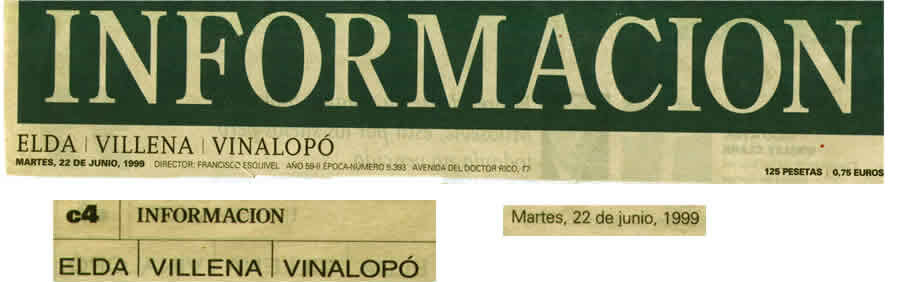 INFORMACION
ELDA | VILLENA | VINALOPÓ
MARTES, 22 DE JUNIO, 1999 DIRECTOR: FRANCISCO ESQUIVEL AÑO 59-II ÉPOCA-NÚMERO 5.393 AVENIDA DEL DOCTOR RICO, 17
125 PESETAS | 0,75 EUROS
c4 INFORMACION
Martes, 22 de junio, 1999
ELDA | VILLENA | VINALOPÓ